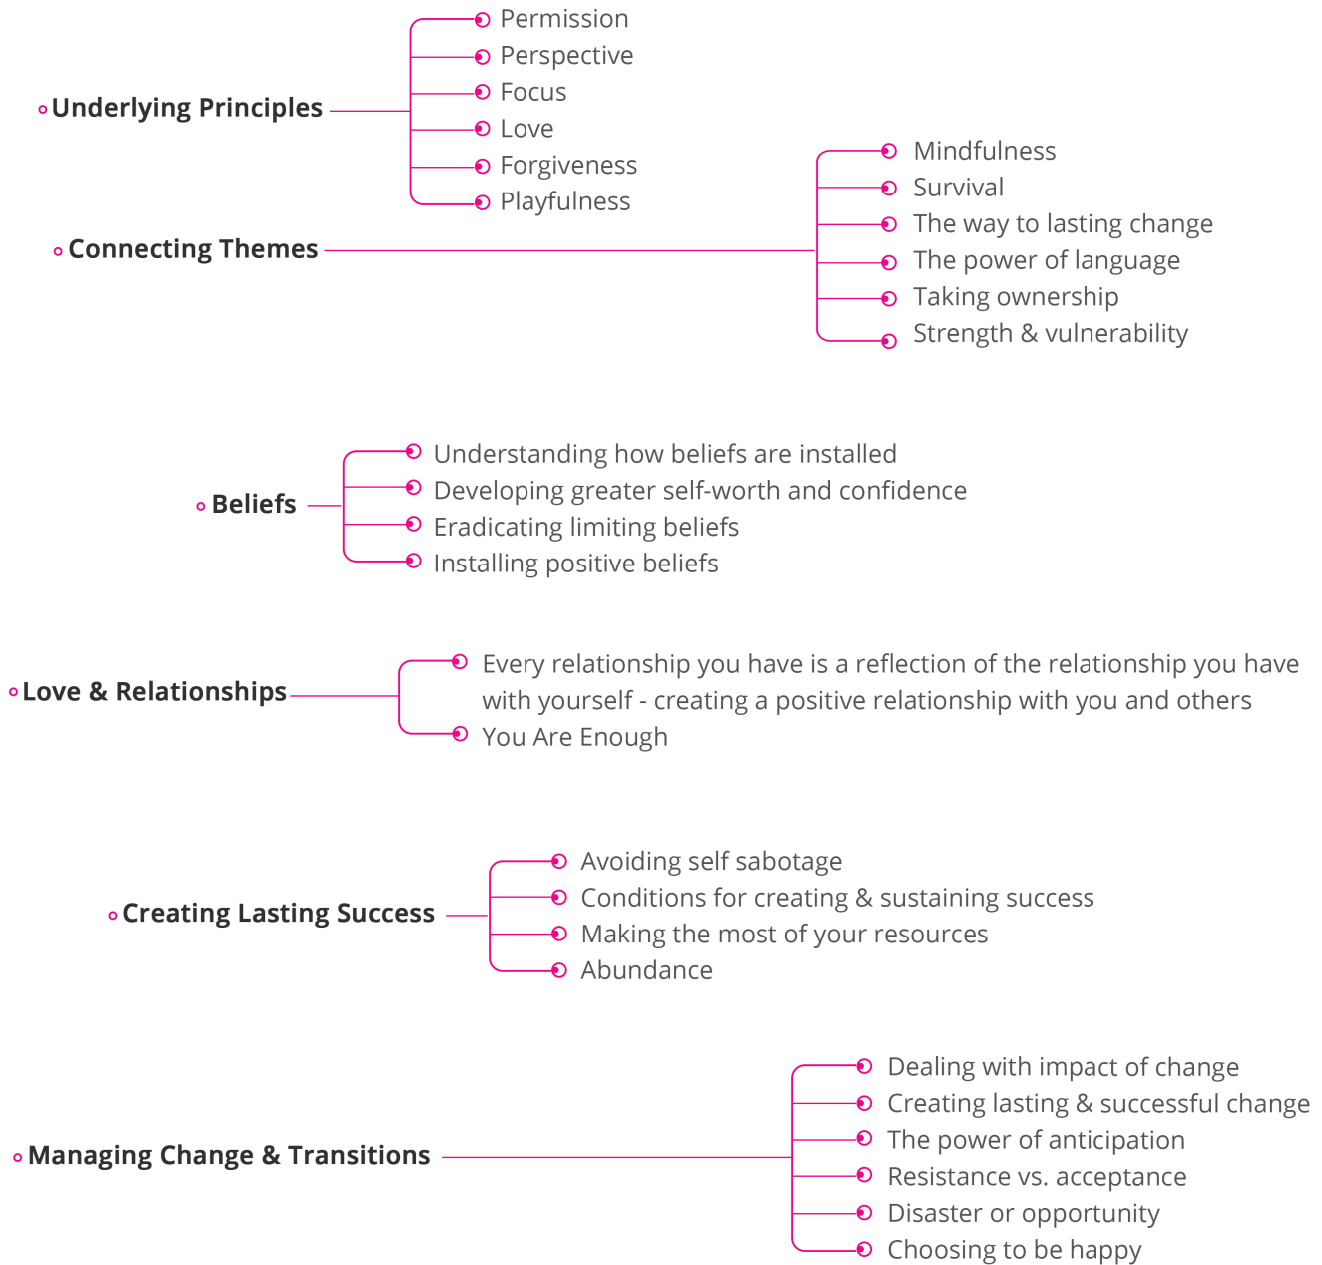 Underlying Principles
Permission
Perspective
Focus
Love
Forgiveness
Playfulness
Connecting Themes
Mindfulness
Survival
The way to lasting change
The power of language
Taking ownership
Strength & vulnerability
Beliefs
Understanding how beliefs are installed
Developing greater self-worth and confidence
Eradicating limiting beliefs
Installing positive beliefs
Love & Relationships
Every relationship you have is a reflection of the relationship you have
with yourself - creating a positive relationship with you and others
You Are Enough
Creating Lasting Success
Avoiding self sabotage
Conditions for creating & sustaining success
Making the most of your resources
Abundance
Managing Change & Transitions
Dealing with impact of change
Creating lasting & successful change
The power of anticipation
Resistance vs. acceptance
Disaster or opportunity
Choosing to be happy